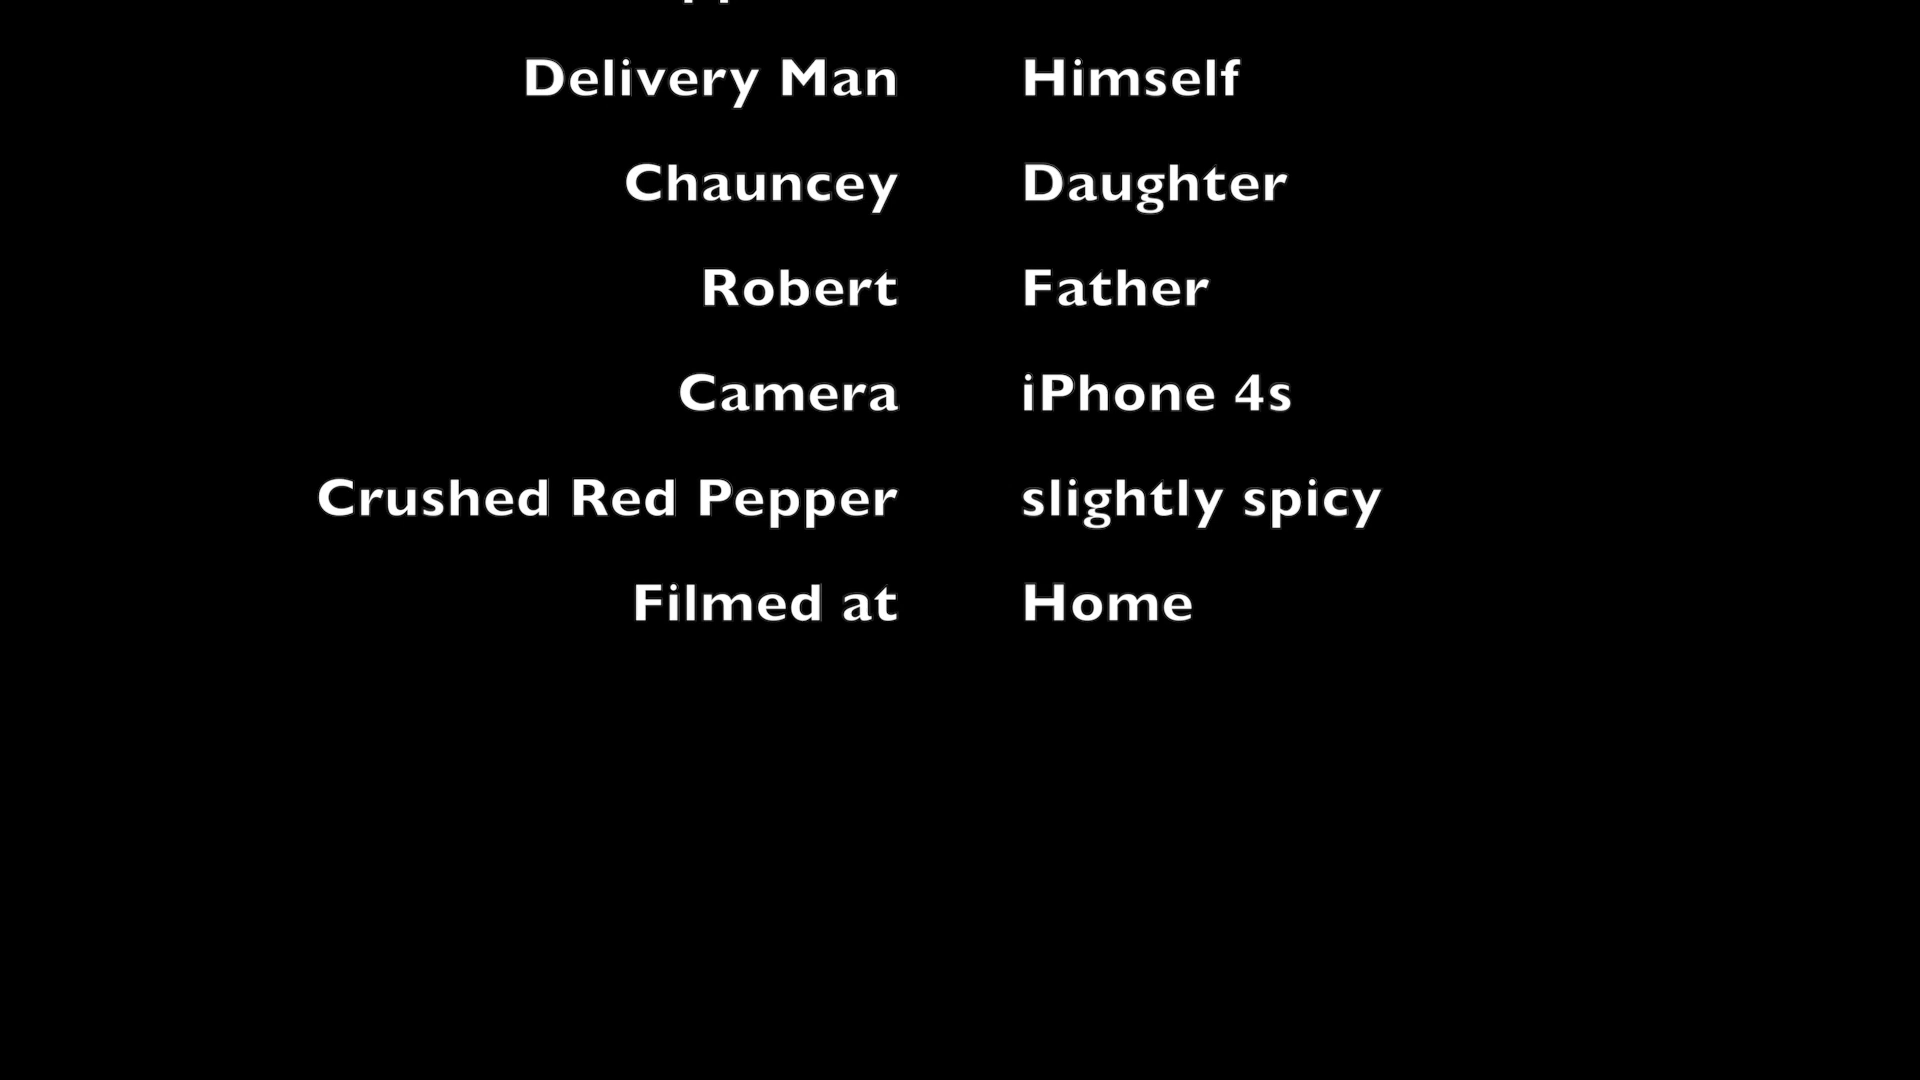 Delivery Man Himself
Chauncey Daughter
Robert Father
Camera iPhone 4s
Crushed Red Pepper slightly spicy
Filmed at Home